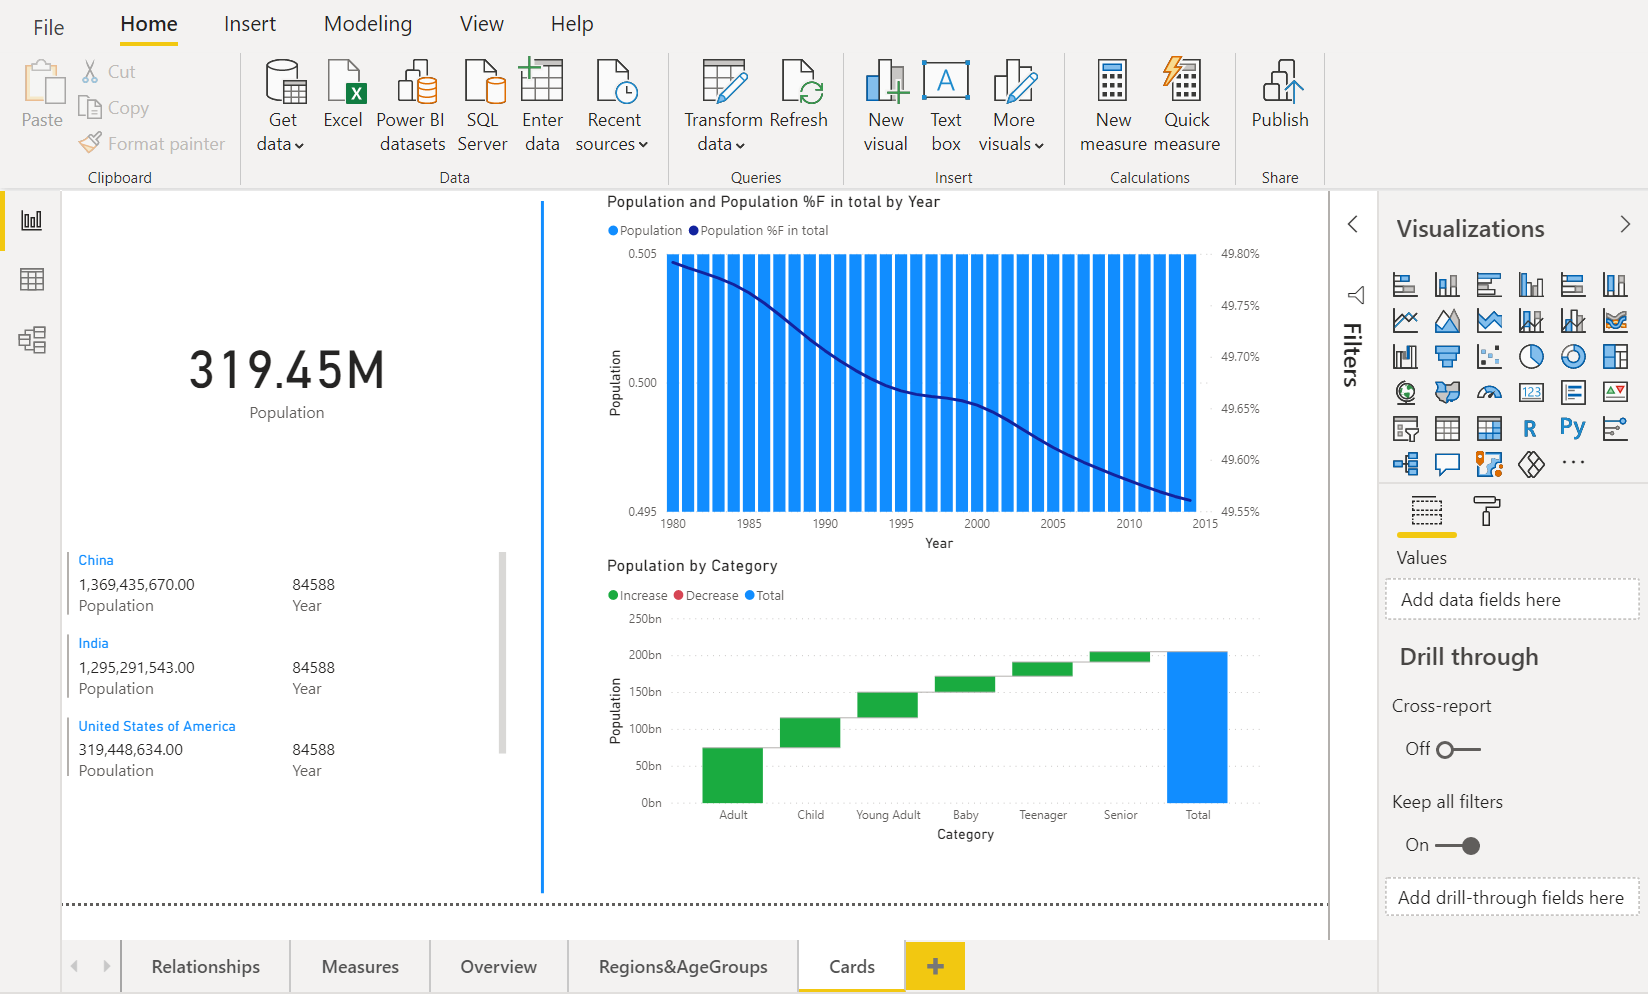 File
Home
Insert
Modeling
View
Help
Paste
Cut
Copy
Format painter
Clipboard
Get data
Excel
Power BI datasets
SQL Server
Enter data
Recent sources
Data
Transform data
Refresh
Queries
New visual
Text box
A
More visuals
Insert
New measure
Quick measure
Calculations
Publish
Share
319.45M
Population
China
1,369,435,670.00 84588
Population Year
India
1,295,291,543.00 84588
Population Year
United States of America
319,448,634.00 84588
Population Year
Population and Population %F in total by Year
Population Population %F in total
0.505
0.500
0.495
Population
49.80%
49.75%
49.70%
49.65%
49.60%
49.55%
1980 1985 1990 1995 2000 2005 2010 2015
Year
Population by Category
Increase Decrease Total
250bn
200bn
150bn
100bn
50bn
0bn
Population
Adult Child Young Adult Baby Teenager Senior Total
Category
Filters
Visualizations
123
R
Py
Values
Add data fields here
Drill through
Cross-report
Off
Keep all filters
On
Add drill-through fields here
Relationships
Measures
Overview
Regions&AgeGroups
Cards